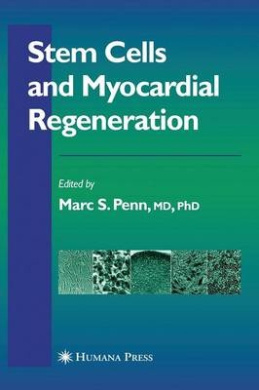 Stem Cells
and Myocardial
Regeneration
Edited by
Marc S. Penn, MD, PhD
HUMANA PRESS